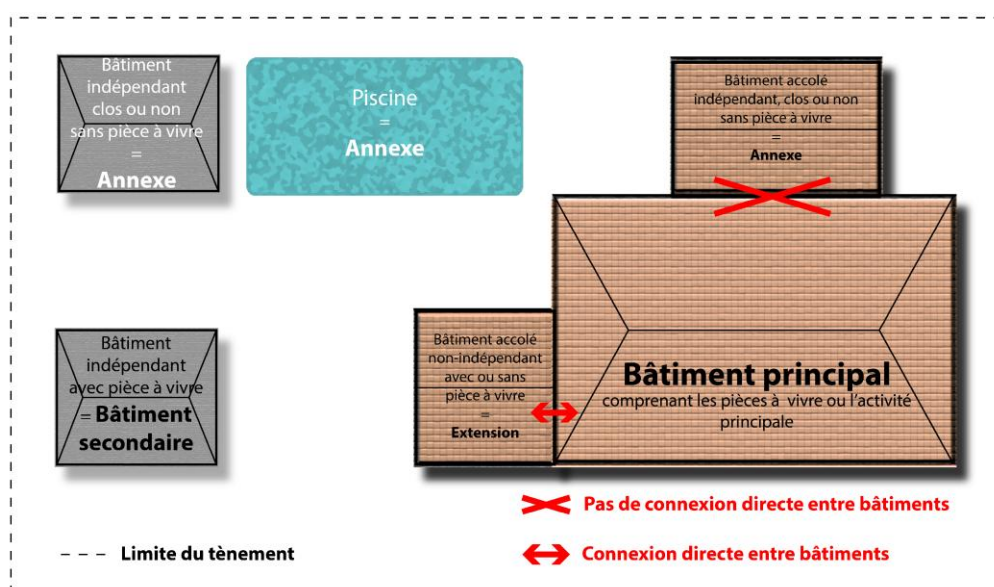 Bâtiment
indépendant
clos ou non
sans pièce à vivre
=
Annexe
Piscine
=
Annexe
Bâtiment accolé
indépendant, clos ou non
sans pièce à vivre
=
Annexe
Bâtiment
indépendant
avec pièce à vivre
= Bâtiment
secondaire
Bâtiment accolé
non-indépendant
avec ou sans
pièce à vivre
=
Extension
Bâtiment principal
comprenant les pièces à vivre ou l'activité
principale
Pas de connexion directe entre bâtiments
Limite du tènement
Connexion directe entre bâtiments